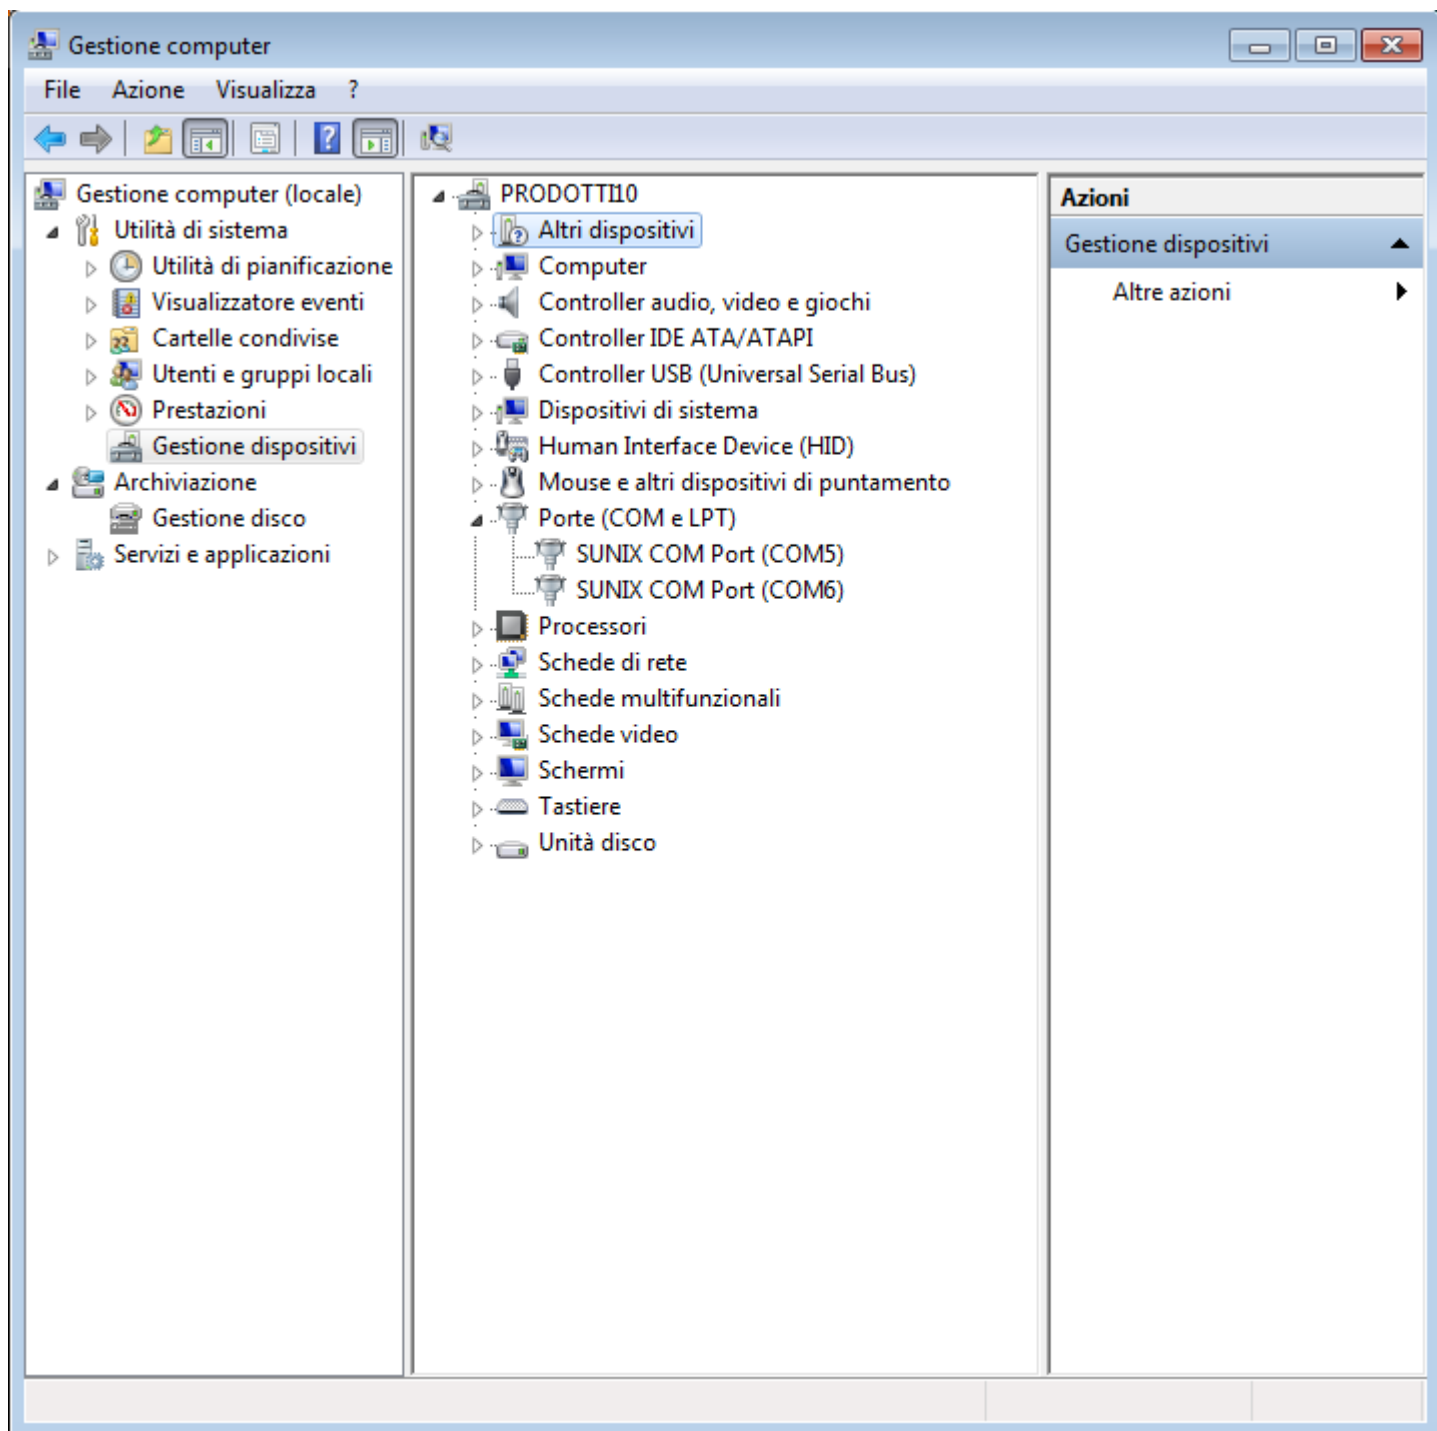 Gestione computer
File Azione Visualizza ?
Gestione computer (locale)
Utilità di sistema
Utilità di pianificazione
Visualizzatore eventi
Cartelle condivise
Utenti e gruppi locali
Prestazioni
Gestione dispositivi
Archiviazione
Gestione disco
Servizi e applicazioni
PRODOTTI10
Altri dispositivi
Computer
Controller audio, video e giochi
Controller IDE ATA/ATAPI
Controller USB (Universal Serial Bus)
Dispositivi di sistema
Human Interface Device (HID)
Mouse e altri dispositivi di puntamento
Porte (COM e LPT)
SUNIX COM Port (COM5)
SUNIX COM Port (COM6)
Processori
Schede di rete
Schede multifunzionali
Schede video
Schermi
Tastiere
Unità disco
Azioni
Gestione dispositivi
Altre azioni